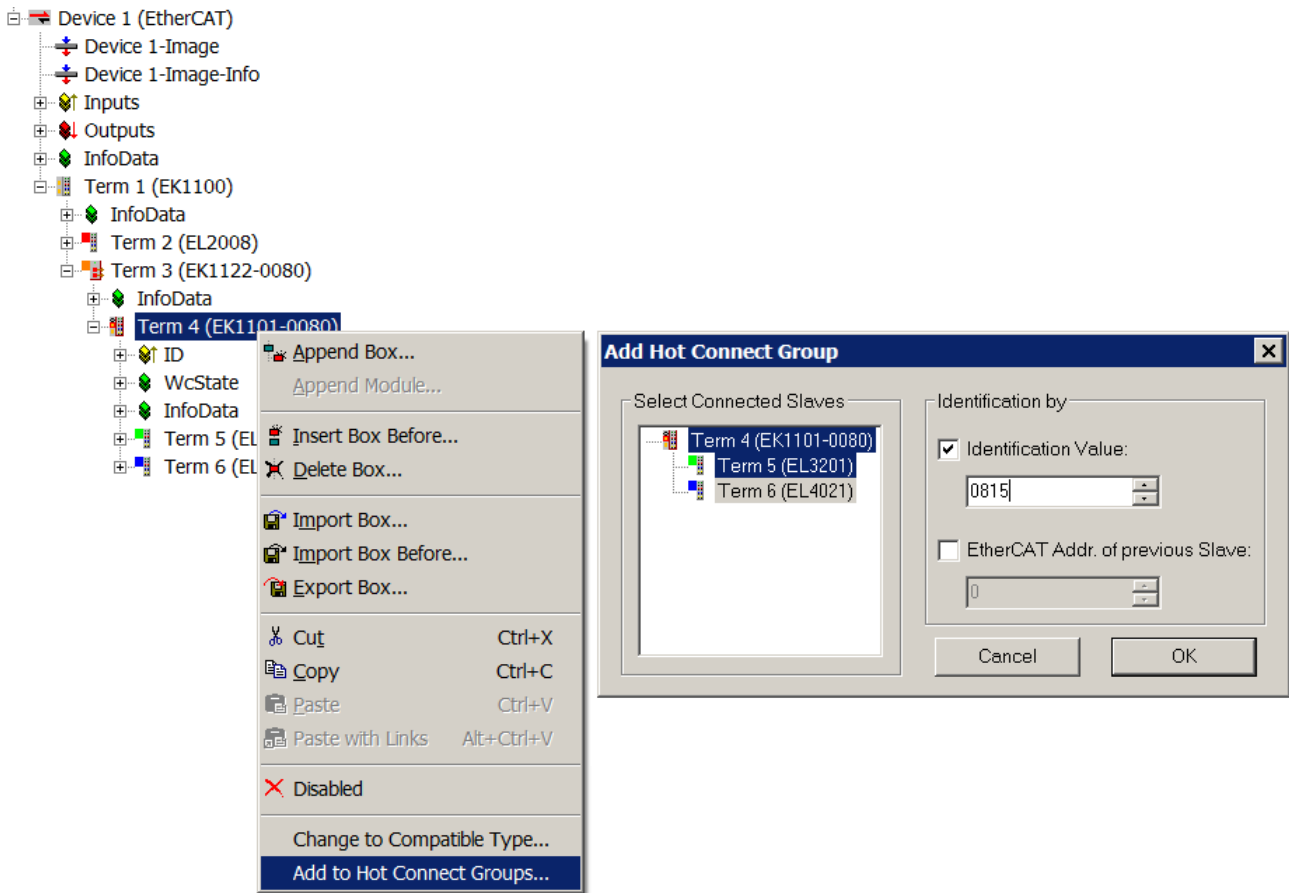 Device 1 (EtherCAT)
Device 1-Image
Device 1-Image-Info
Inputs
Outputs
InfoData
Term 1 (EK1100)
InfoData
Term 2 (EL2008)
Term 3 (EK1122-0080)
InfoData
Term 4 (EK1101-0080)
ID
WcState
InfoData
Term 5 (EL
Term 6 (EL
Append Box...
Append Module...
Insert Box Before...
Delete Box...
Import Box...
Import Box Before...
Export Box...
Cut Ctrl+X
Copy Ctrl+C
Paste Ctrl+V
Paste with Links Alt+Ctrl+V
Disabled
Change to Compatible Type...
Add to Hot Connect Groups...
Add Hot Connect Group
Select Connected Slaves
Term 4 (EK1101-0080)
Term 5 (EL3201)
Term 6 (EL4021)
Identification by
Identification Value:
0815
EtherCAT Addr. of previous Slave:
0
Cancel
OK